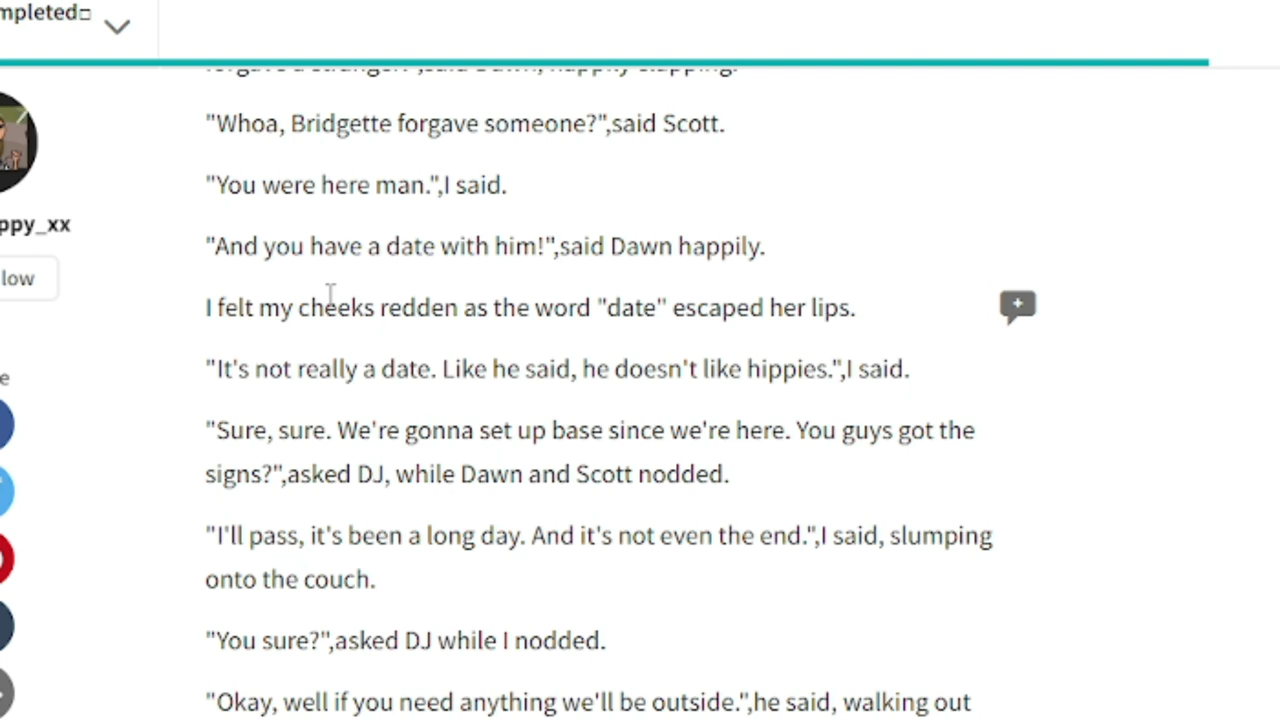 mpleted
"Whoa, Bridgette forgave someone?",said Scott.
"You were here man.",I said.
ppy_xx
"And you have a date with him!",said Dawn happily.
low
I felt my cheeks redden as the word "date" escaped her lips.
"It's not really a date. Like he said, he doesn't like hippies.",I said.
e
"Sure, sure. We're gonna set up base since we're here. You guys got the
signs?",asked DJ, while Dawn and Scott nodded.
"I'll pass, it's been a long day. And it's not even the end.",I said, slumping
onto the couch.
"You sure?",asked DJ while I nodded.
"Okay, well if you need anything we'll be outside.",he said, walking out